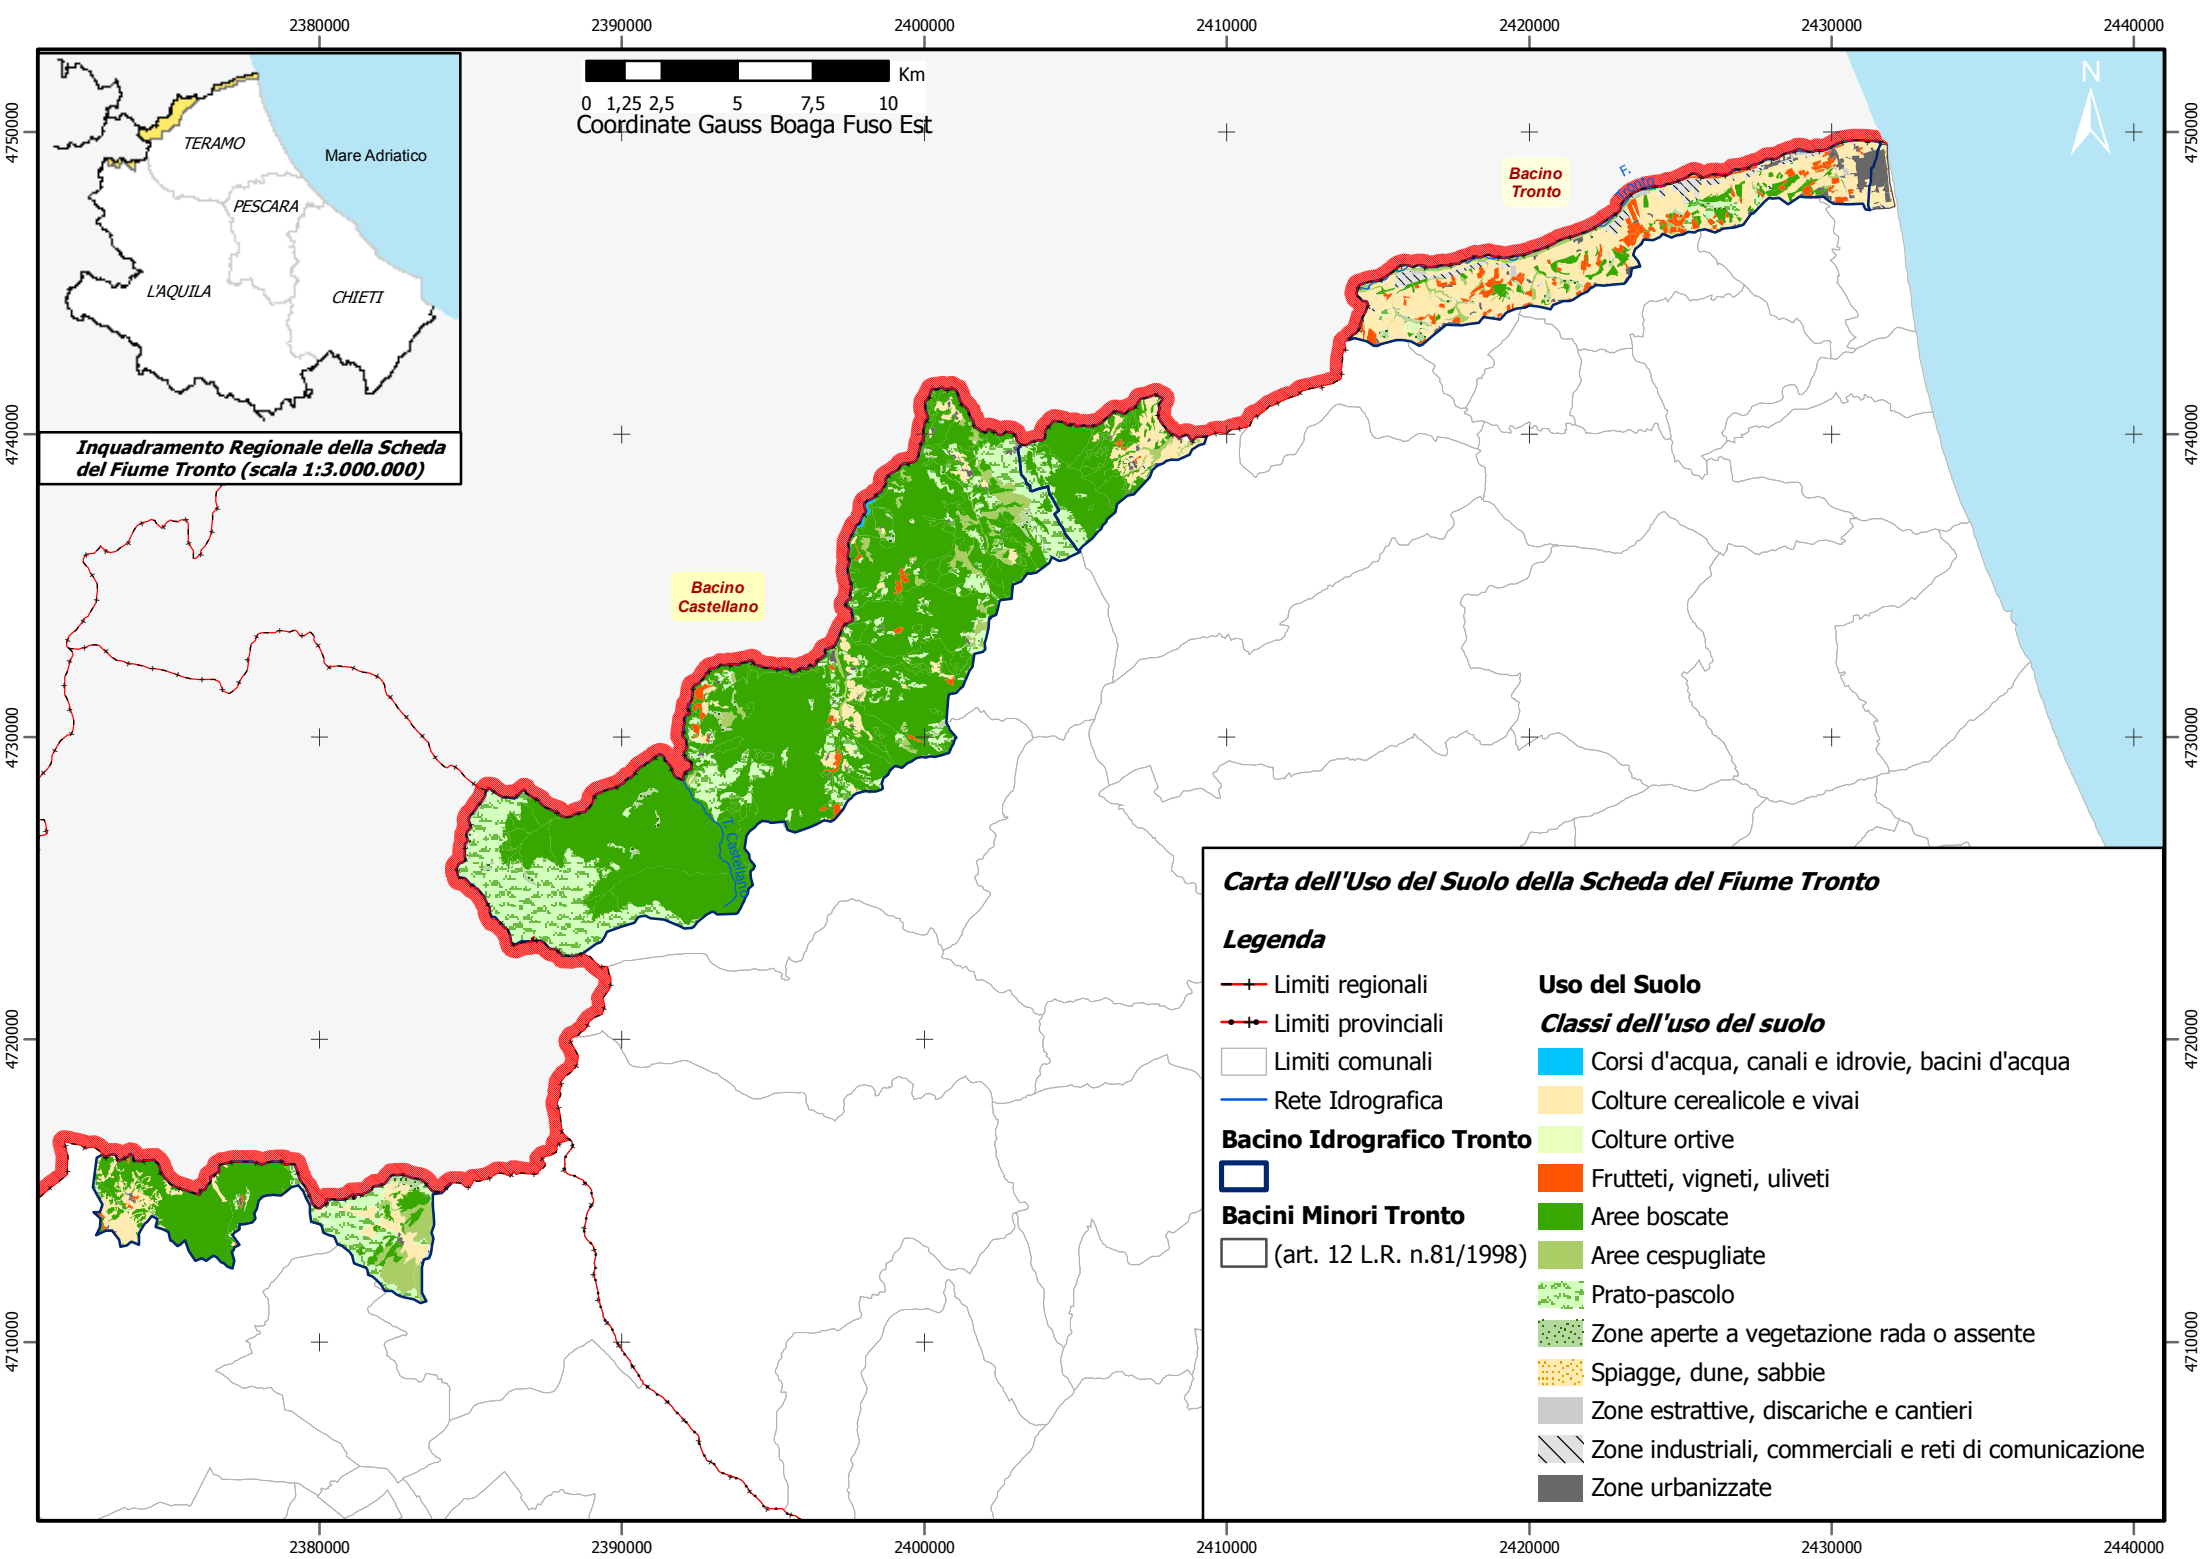 2380000 2390000 2400000 2410000 2420000 2430000 2440000
4750000
4740000
4730000
4720000
4710000
TERAMO
Mare Adriatico
PESCARA
L'AQUILA
CHIETI
Inquadramento Regionale della Scheda
del Fiume Tronto (scala 1:3.000.000)
Km
0 1,25 2,5 5 7,5 10
Coordinate Gauss Boaga Fuso Est
N
Bacino
Tronto
F.
Tronto
Bacino
Castellano
T. Castellano
4750000
4740000
4730000
4720000
4710000
Carta dell'Uso del Suolo della Scheda del Fiume Tronto
Legenda
Limiti regionali
Limiti provinciali
Limiti comunali
Rete Idrografica
Bacino Idrografico Tronto
Bacini Minori Tronto
(art. 12 L.R. n.81/1998)
Uso del Suolo
Classi dell'uso del suolo
Corsi d'acqua, canali e idrovie, bacini d'acqua
Colture cerealicole e vivai
Colture ortive
Frutteti, vigneti, uliveti
Aree boscate
Aree cespugliate
Prato-pascolo
Zone aperte a vegetazione rada o assente
Spiagge, dune, sabbie
Zone estrattive, discariche e cantieri
Zone industriali, commerciali e reti di comunicazione
Zone urbanizzate
2380000 2390000 2400000 2410000 2420000 2430000 2440000